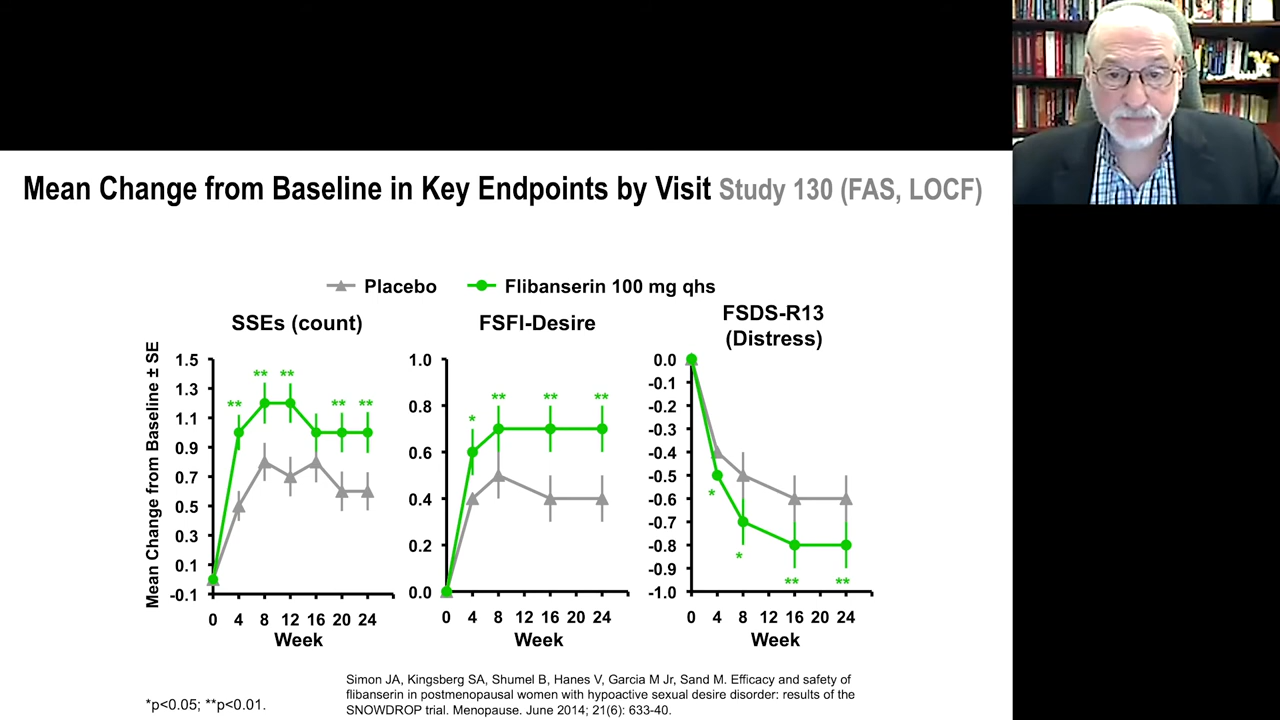 Mean Change from Baseline in Key Endpoints by Visit Study 130 (FAS, LOCF)
Placebo
Flibanserin 100 mg qhs
SSEs (count)
FSFI-Desire
FSDS-R13
(Distress)
Mean Change from Baseline ± SE
1.5
1.3
1.1
0.9
0.7
0.5
0.3
0.1
-0.1
** ** ** ** **
0 4 8 12 16 20 24
Week
1.0
0.8
0.6
0.4
0.2
0.0
* ** ** **
0 4 8 12 16 20 24
Week
0.0
-0.1
-0.2
-0.3
-0.4
-0.5
-0.6
-0.7
-0.8
-0.9
-1.0
* * ** **
0 4 8 12 16 20 24
Week
*p<0.05; **p<0.01.
Simon JA, Kingsberg SA, Shumel B, Hanes V, Garcia M Jr, Sand M. Efficacy and safety of
flibanserin in postmenopausal women with hypoactive sexual desire disorder: results of the
SNOWDROP trial. Menopause. June 2014; 21(6): 633-40.